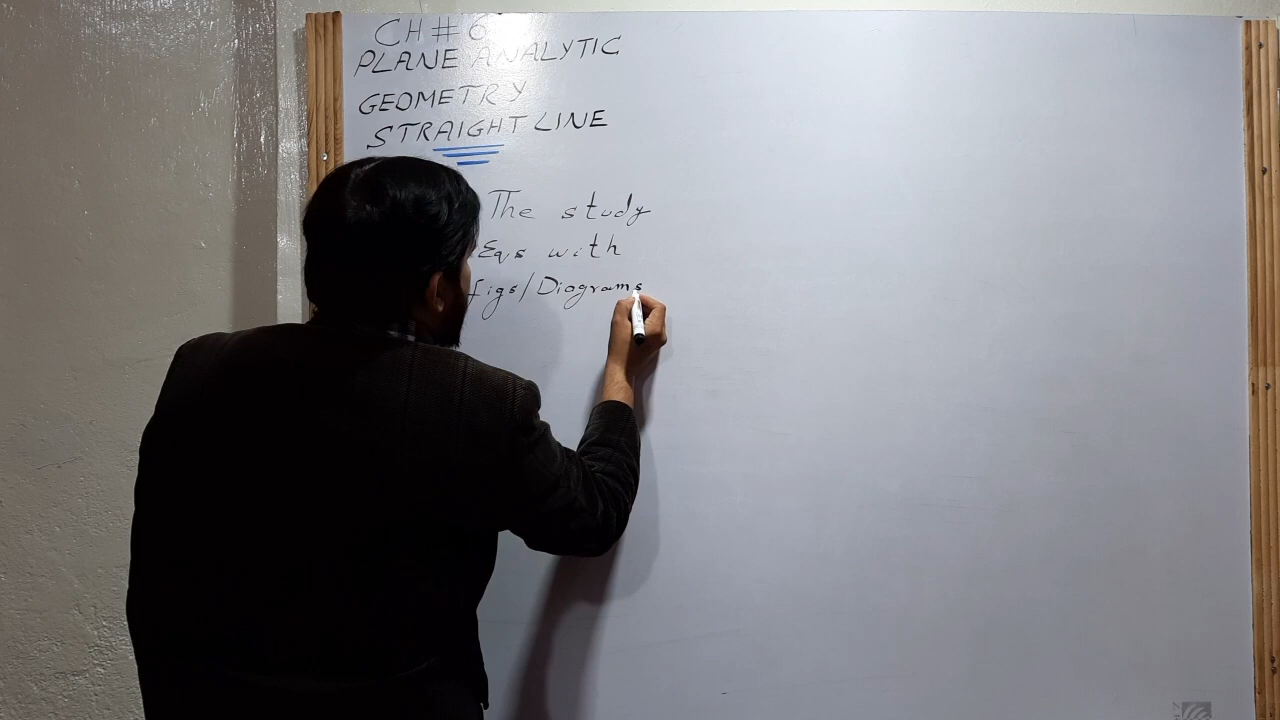 CH # 6
PLANE ANALYTIC
GEOMETRY
STRAIGHT LINE
The study
Eqs with
figs/Diagrams